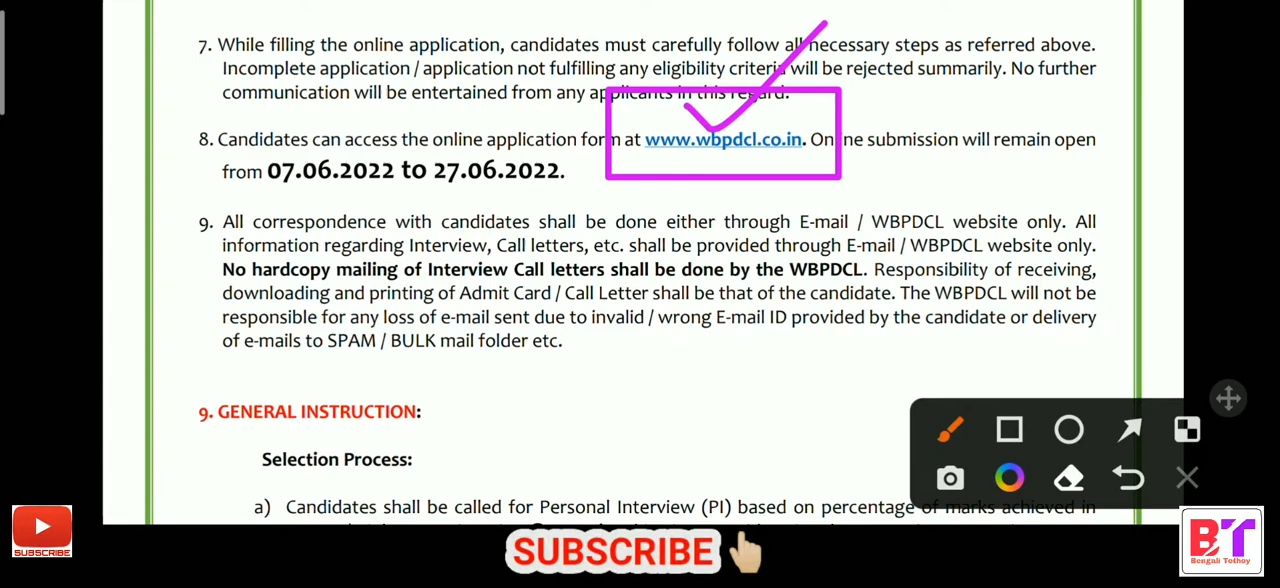 7. While filling the online application, candidates must carefully follow all necessary steps as referred above.
Incomplete application / application not fulfilling any eligibility criteria will be rejected summarily. No further
communication will be entertained from any applicants in this regard.
8. Candidates can access the online application form at www.wbpdcl.co.in. Online submission will remain open
from 07.06.2022 to 27.06.2022.
9. All correspondence with candidates shall be done either through E-mail / WBPDCL website only. All
information regarding Interview, Call letters, etc. shall be provided through E-mail / WBPDCL website only.
No hardcopy mailing of Interview Call letters shall be done by the WBPDCL. Responsibility of receiving,
downloading and printing of Admit Card / Call Letter shall be that of the candidate. The WBPDCL will not be
responsible for any loss of e-mail sent due to invalid / wrong E-mail ID provided by the candidate or delivery
of e-mails to SPAM / BULK mail folder etc.
9. GENERAL INSTRUCTION:
Selection Process:
a) Candidates shall be called for Personal Interview (PI) based on percentage of marks achieved in
SUBSCRIBE
SUBSCRIBE
BT
Bengali Tothoy